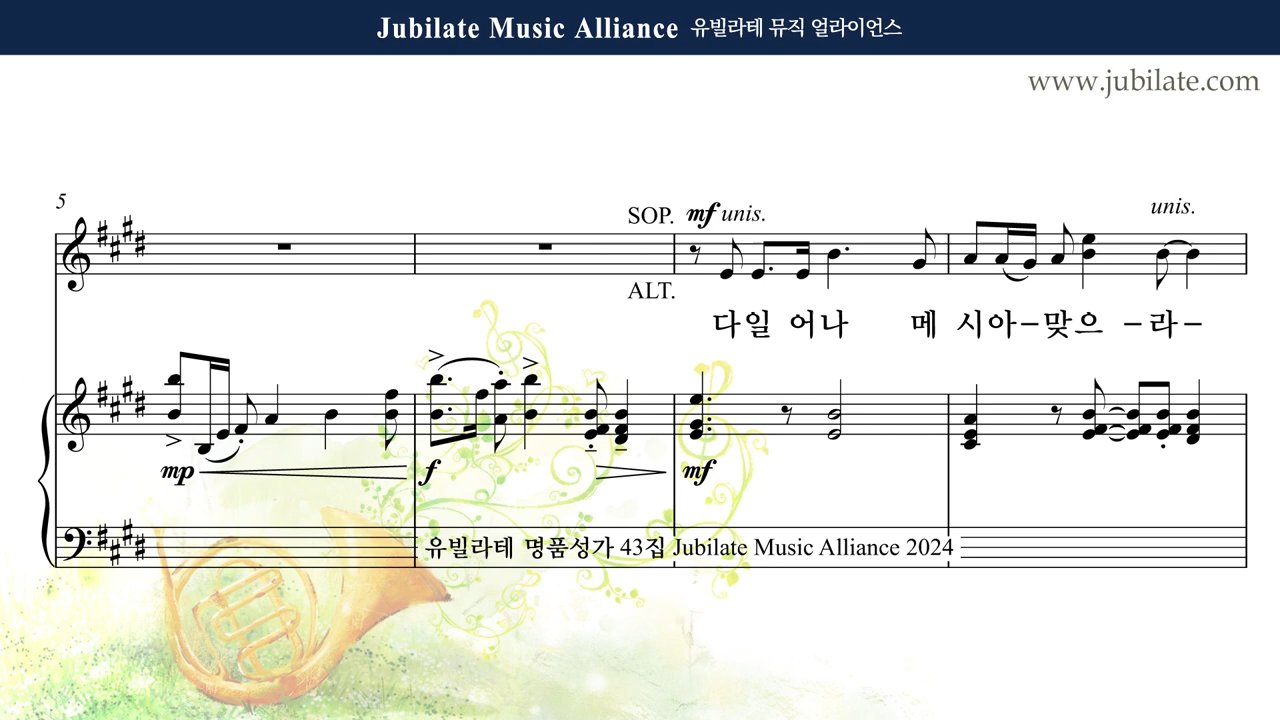 Jubilate Music Alliance 유빌라테 뮤직 얼라이언스
www.jubilate.com
5
SOP. mf unis. unis.
ALT.
다일 어나 메 시아-맞으 -라-
mp f mf
유빌라테 명품성가 43집 Jubilate Music Alliance 2024